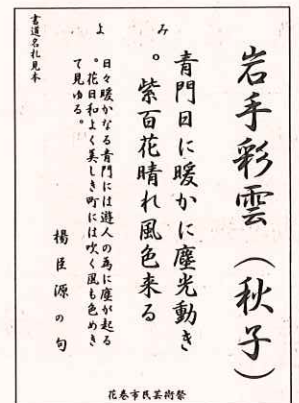 岩手彩雲（秋子）
青門日に暖かに塵光動き
。紫百花晴れ風色来る
み
よ
日々暖かなる青門には遊人の為に塵が起る
。花日和よく美しき町には吹く風も色めき
て見ゆる。
楊臣源の句
書道名札見本
花巻市民芸術祭